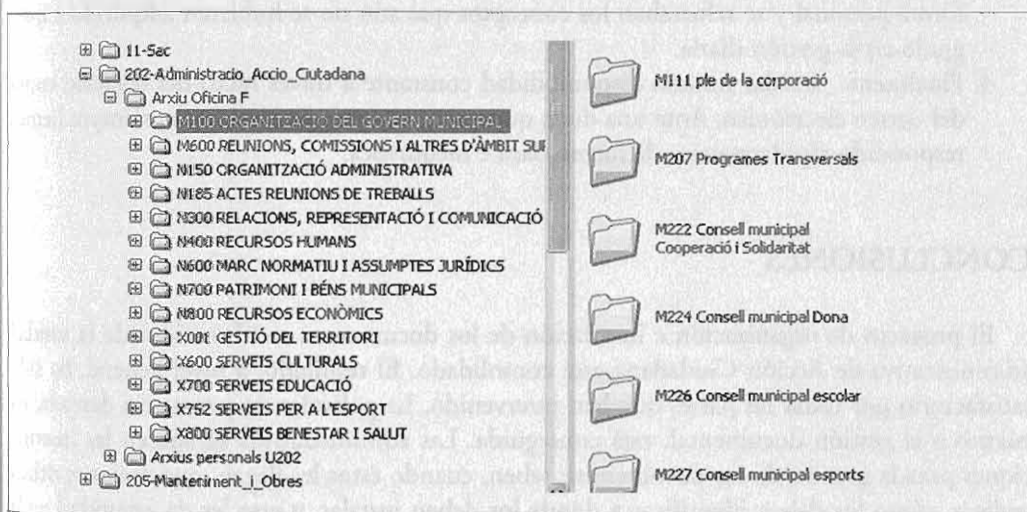 11-Sac
202-Administracio_Accio_Ciutadana
Arxiu Oficina F
M100 ORGANITZACIÓ DEL GOVERN MUNICIPAL
M600 REUNIONS, COMISSIONS I ALTRES D'ÀMBIT SUP
N150 ORGANITZACIÓ ADMINISTRATIVA
N185 ACTES REUNIONS DE TREBALLS
N300 RELACIONS, REPRESENTACIÓ I COMUNICACIÓ
N400 RECURSOS HUMANS
N600 MARC NORMATIU I ASSUMPTES JURÍDICS
N700 PATRIMONI I BÉNS MUNICIPALS
N800 RECURSOS ECONÒMICS
X001 GESTIÓ DEL TERRITORI
X600 SERVEIS CULTURALS
X700 SERVEIS EDUCACIÓ
X752 SERVEIS PER A L'ESPORT
X800 SERVEIS BENESTAR I SALUT
Arxius personals U202
205-Manteniment_i_Obres
M111 ple de la corporació
M207 Programes Transversals
M222 Consell municipal
Cooperació i Solidaritat
M224 Consell municipal Dona
M226 Consell municipal escolar
M227 Consell municipal esports